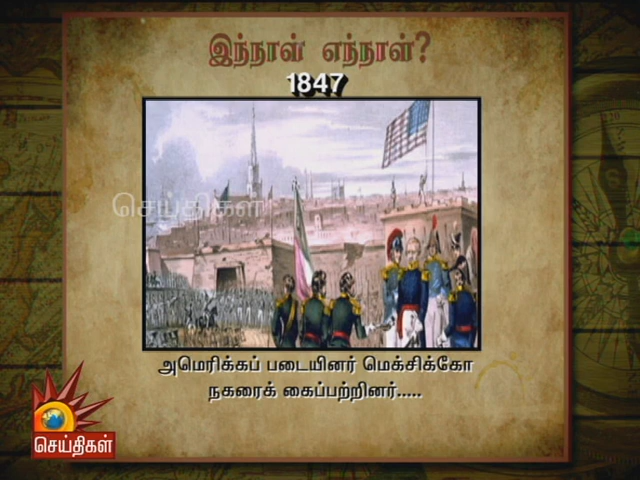 இந்நாள் எந்நாள்?
1847
செய்திகள்
அமெரிக்கப் படையினர் மெக்சிக்கோ
நகரைக் கைப்பற்றினர்.....
செய்திகள்